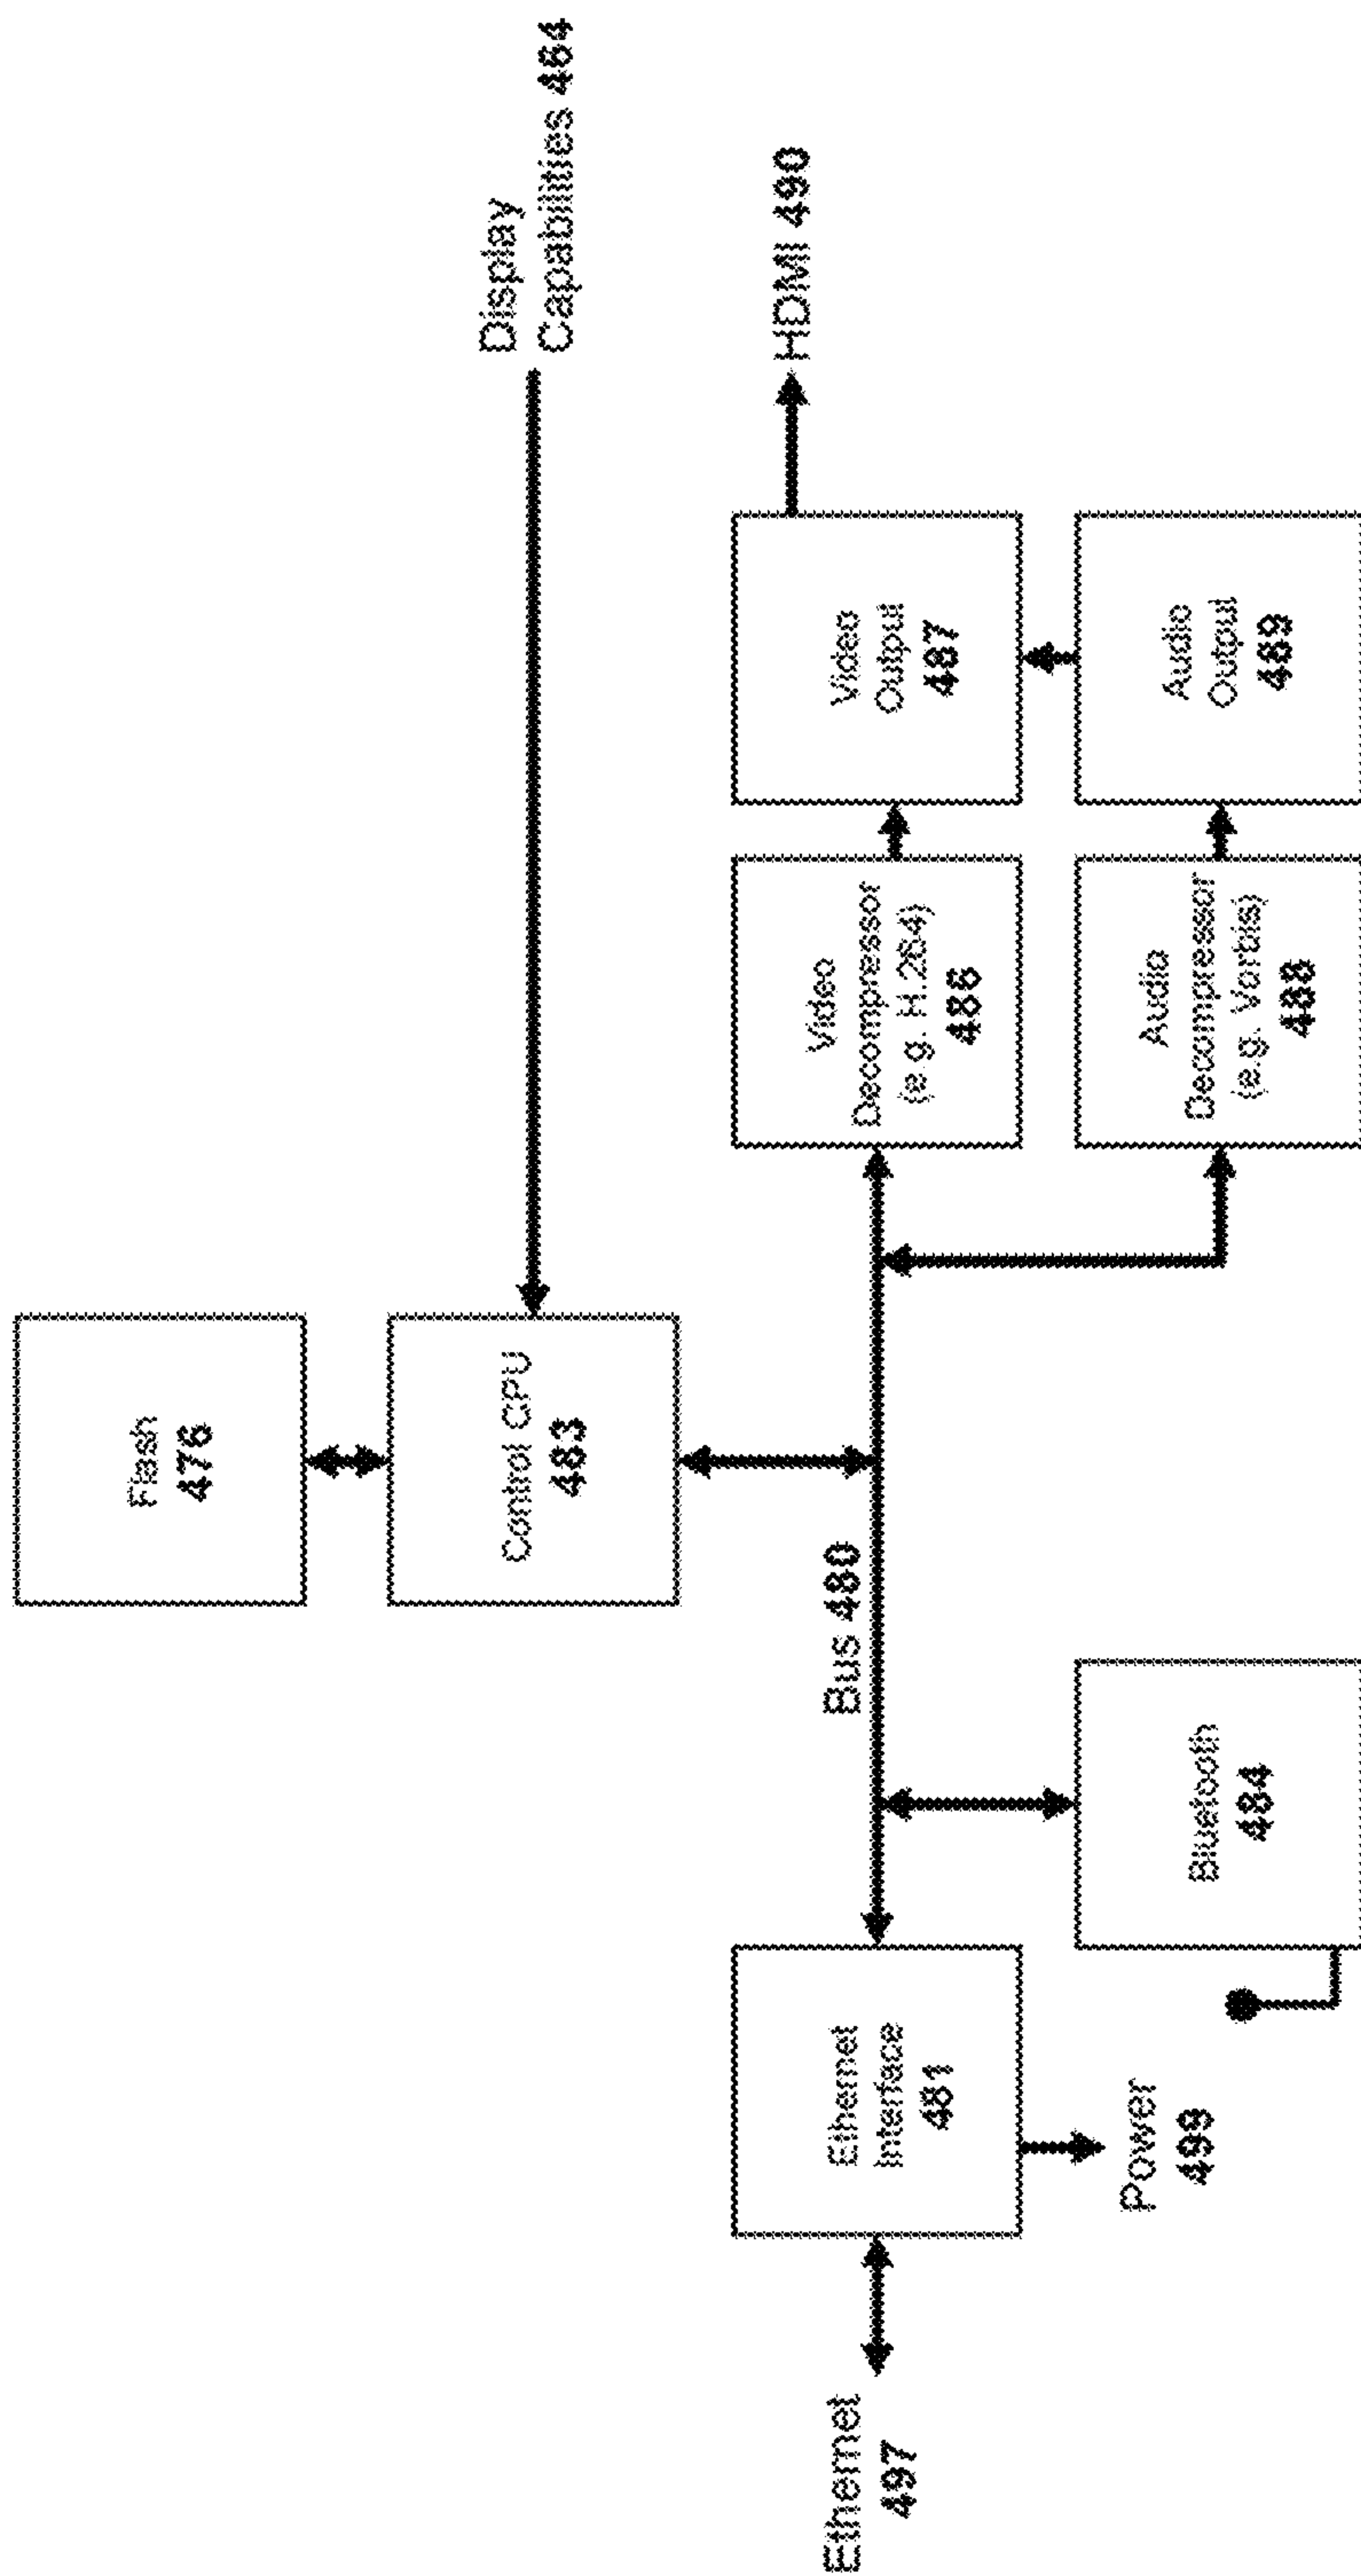 Flash
476
Display
Capabilities 464
Control CPU
483
Bus 480
HDMI 490
Ethernet
497
Ethernet
Interface
481
Video
Decompressor
(e.g. H.264)
486
Video
Output
487
Power
499
Bluetooth
484
Audio
Decompressor
(e.g. Vorbis)
488
Audio
Output
489